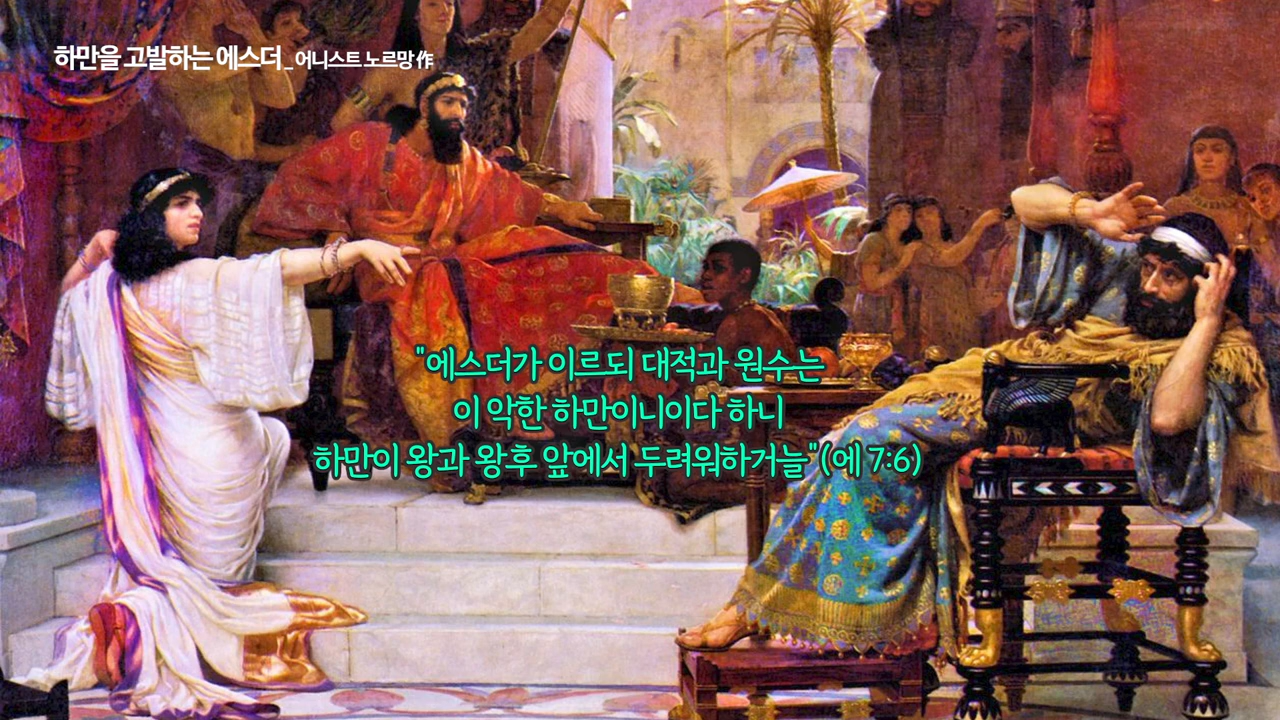 하만을 고발하는 에스더 _ 어니스트 노르망 作
"에스더가 이르되 대적과 원수는
이 악한 하만이니이다 하니
하만이 왕과 왕후 앞에서 두려워하거늘"(에 7:6)